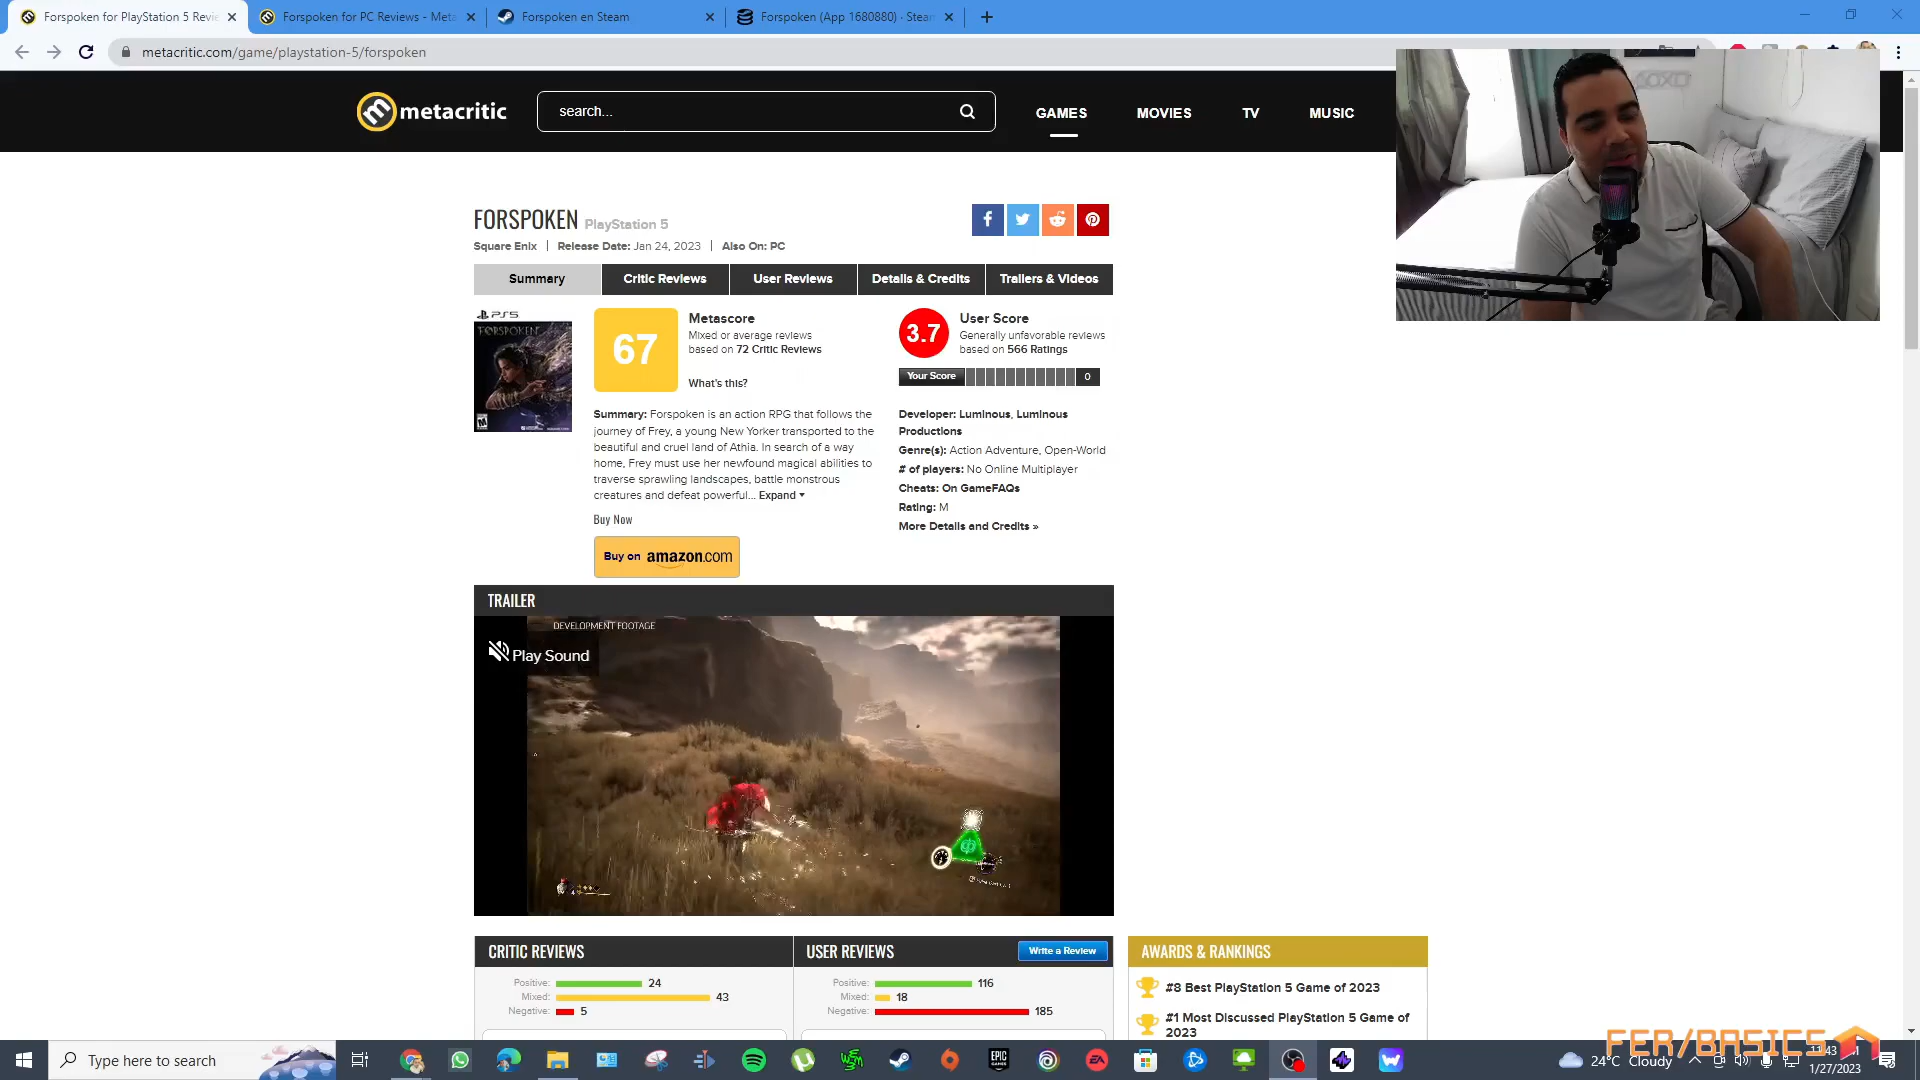 Forspoken for PlayStation 5 Revie
Forspoken for PC Reviews - Meta
Forspoken en Steam
Forspoken (App 1680880) · Steam
metacritic.com/game/playstation-5/forspoken
metacritic
search...
GAMES
MOVIES
TV
MUSIC
FORSPOKEN PlayStation 5
Square Enix | Release Date: Jan 24, 2023 | Also On: PC
Summary
Critic Reviews
User Reviews
Details & Credits
Trailers & Videos
PS5
FORSPOKEN
67
Metascore
Mixed or average reviews
based on 72 Critic Reviews
What's this?
3.7
User Score
Generally unfavorable reviews
based on 566 Ratings
Your Score
0
Summary: Forspoken is an action RPG that follows the
journey of Frey, a young New Yorker transported to the
beautiful and cruel land of Athia. In search of a way
home, Frey must use her newfound magical abilities to
traverse sprawling landscapes, battle monstrous
creatures and defeat powerful... Expand
Developer: Luminous, Luminous
Productions
Genre(s): Action Adventure, Open-World
# of players: No Online Multiplayer
Cheats: On GameFAQs
Rating: M
More Details and Credits »
Buy Now
Buy on amazon.com
TRAILER
DEVELOPMENT FOOTAGE
Play Sound
CRITIC REVIEWS
Positive: 24
Mixed: 43
Negative: 5
USER REVIEWS
Write a Review
Positive: 116
Mixed: 18
Negative: 185
AWARDS & RANKINGS
#8 Best PlayStation 5 Game of 2023
#1 Most Discussed PlayStation 5 Game of
2023
FER/BASICS
Type here to search
EPIC
GAMES
EA
24°C Cloudy
1/27/2023